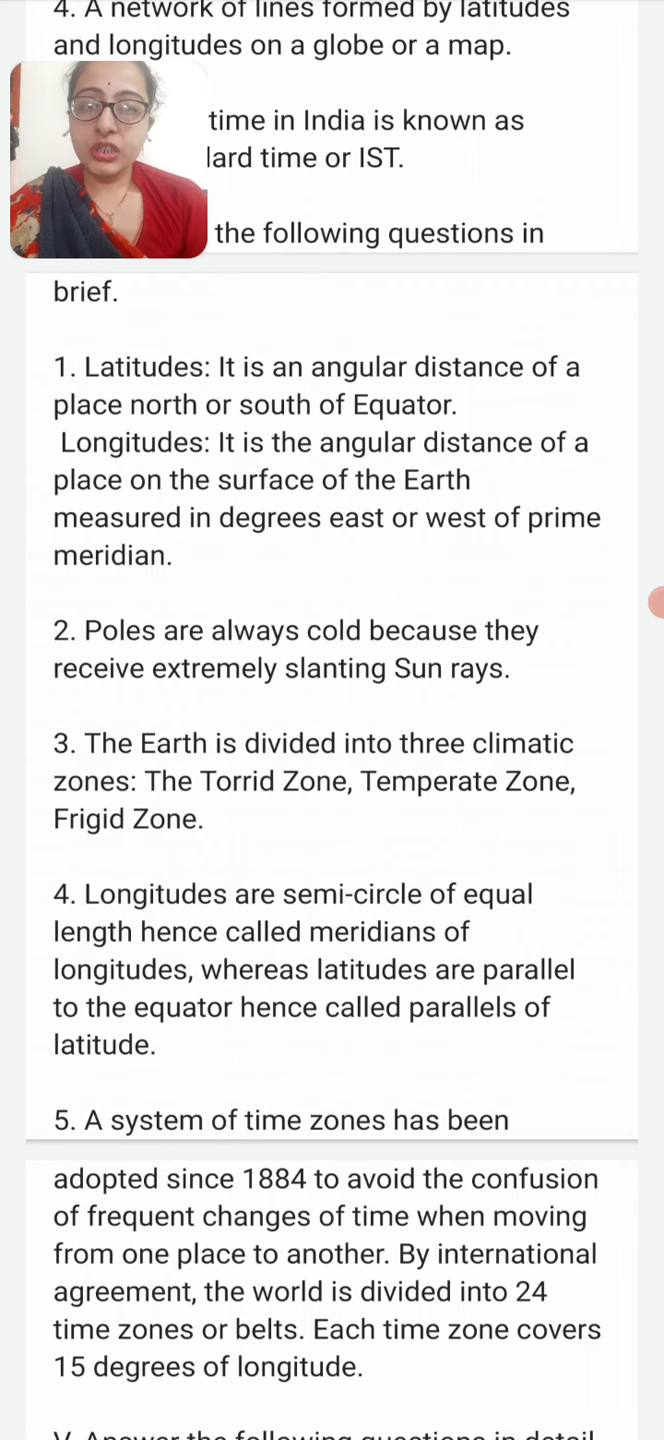 4. A network of lines formed by latitudes
and longitudes on a globe or a map.
time in India is known as
lard time or IST.
the following questions in
brief.
1. Latitudes: It is an angular distance of a
place north or south of Equator.
Longitudes: It is the angular distance of a
place on the surface of the Earth
measured in degrees east or west of prime
meridian.
2. Poles are always cold because they
receive extremely slanting Sun rays.
3. The Earth is divided into three climatic
zones: The Torrid Zone, Temperate Zone,
Frigid Zone.
4. Longitudes are semi-circle of equal
length hence called meridians of
longitudes, whereas latitudes are parallel
to the equator hence called parallels of
latitude.
5. A system of time zones has been
adopted since 1884 to avoid the confusion
of frequent changes of time when moving
from one place to another. By international
agreement, the world is divided into 24
time zones or belts. Each time zone covers
15 degrees of longitude.
V. Answer the following questions in detail